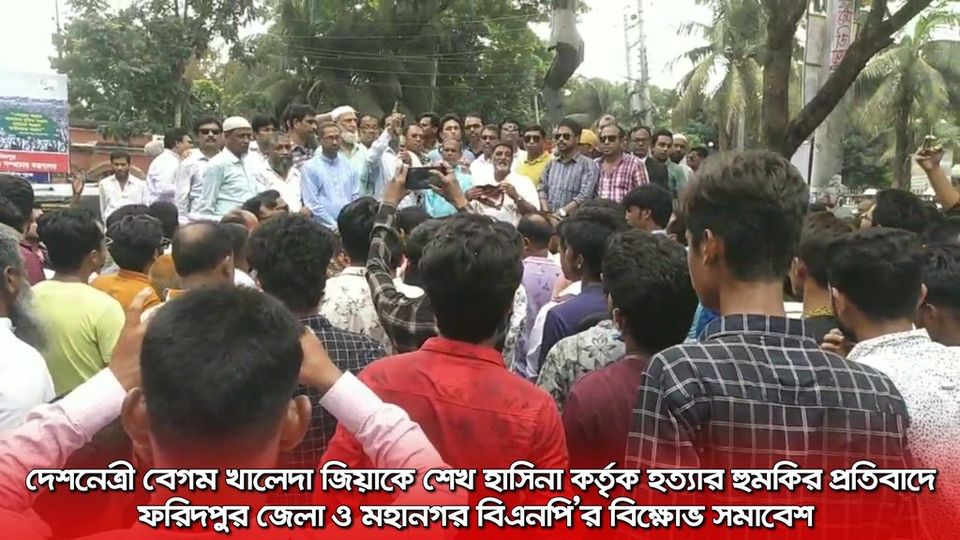 দেশনেত্রী বেগম খালেদা জিয়াকে শেখ হাসিনা কর্তৃক হত্যার হুমকির প্রতিবাদে
ফরিদপুর জেলা ও মহানগর বিএনপি'র বিক্ষোভ সমাবেশ